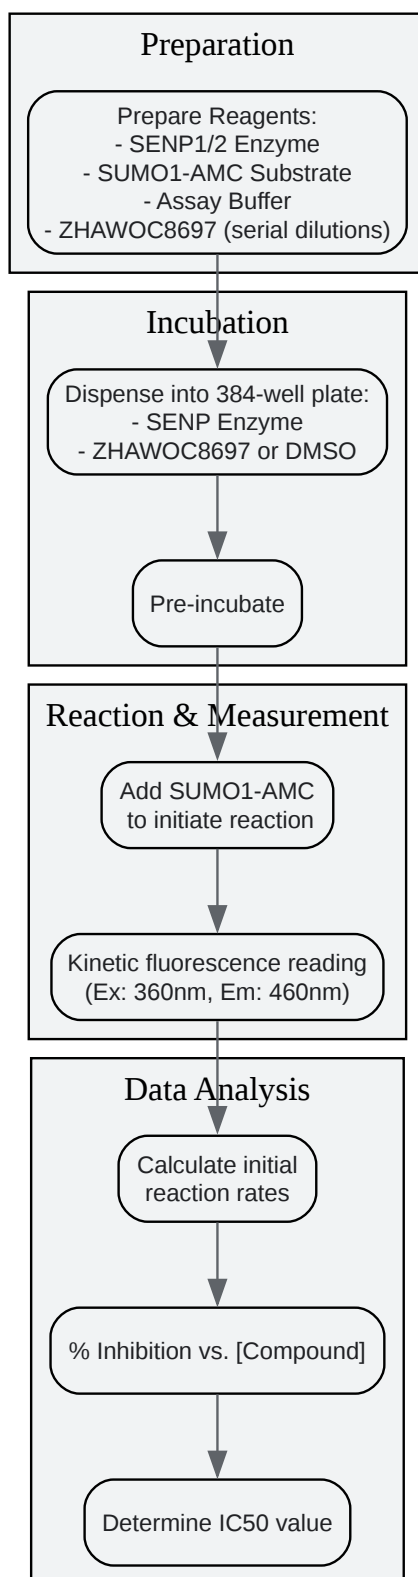 Preparation
Prepare Reagents:
- SENP1/2 Enzyme
- SUMO1-AMC Substrate
- Assay Buffer
- ZHAWOC8697 (serial dilutions)
Incubation
Dispense into 384-well plate:
- SENP Enzyme
- ZHAWOC8697 or DMSO
Pre-incubate
Reaction & Measurement
Add SUMO1-AMC
to initiate reaction
Kinetic fluorescence reading
(Ex: 360nm, Em: 460nm)
Data Analysis
Calculate initial
reaction rates
% Inhibition vs. [Compound]
Determine IC50 value